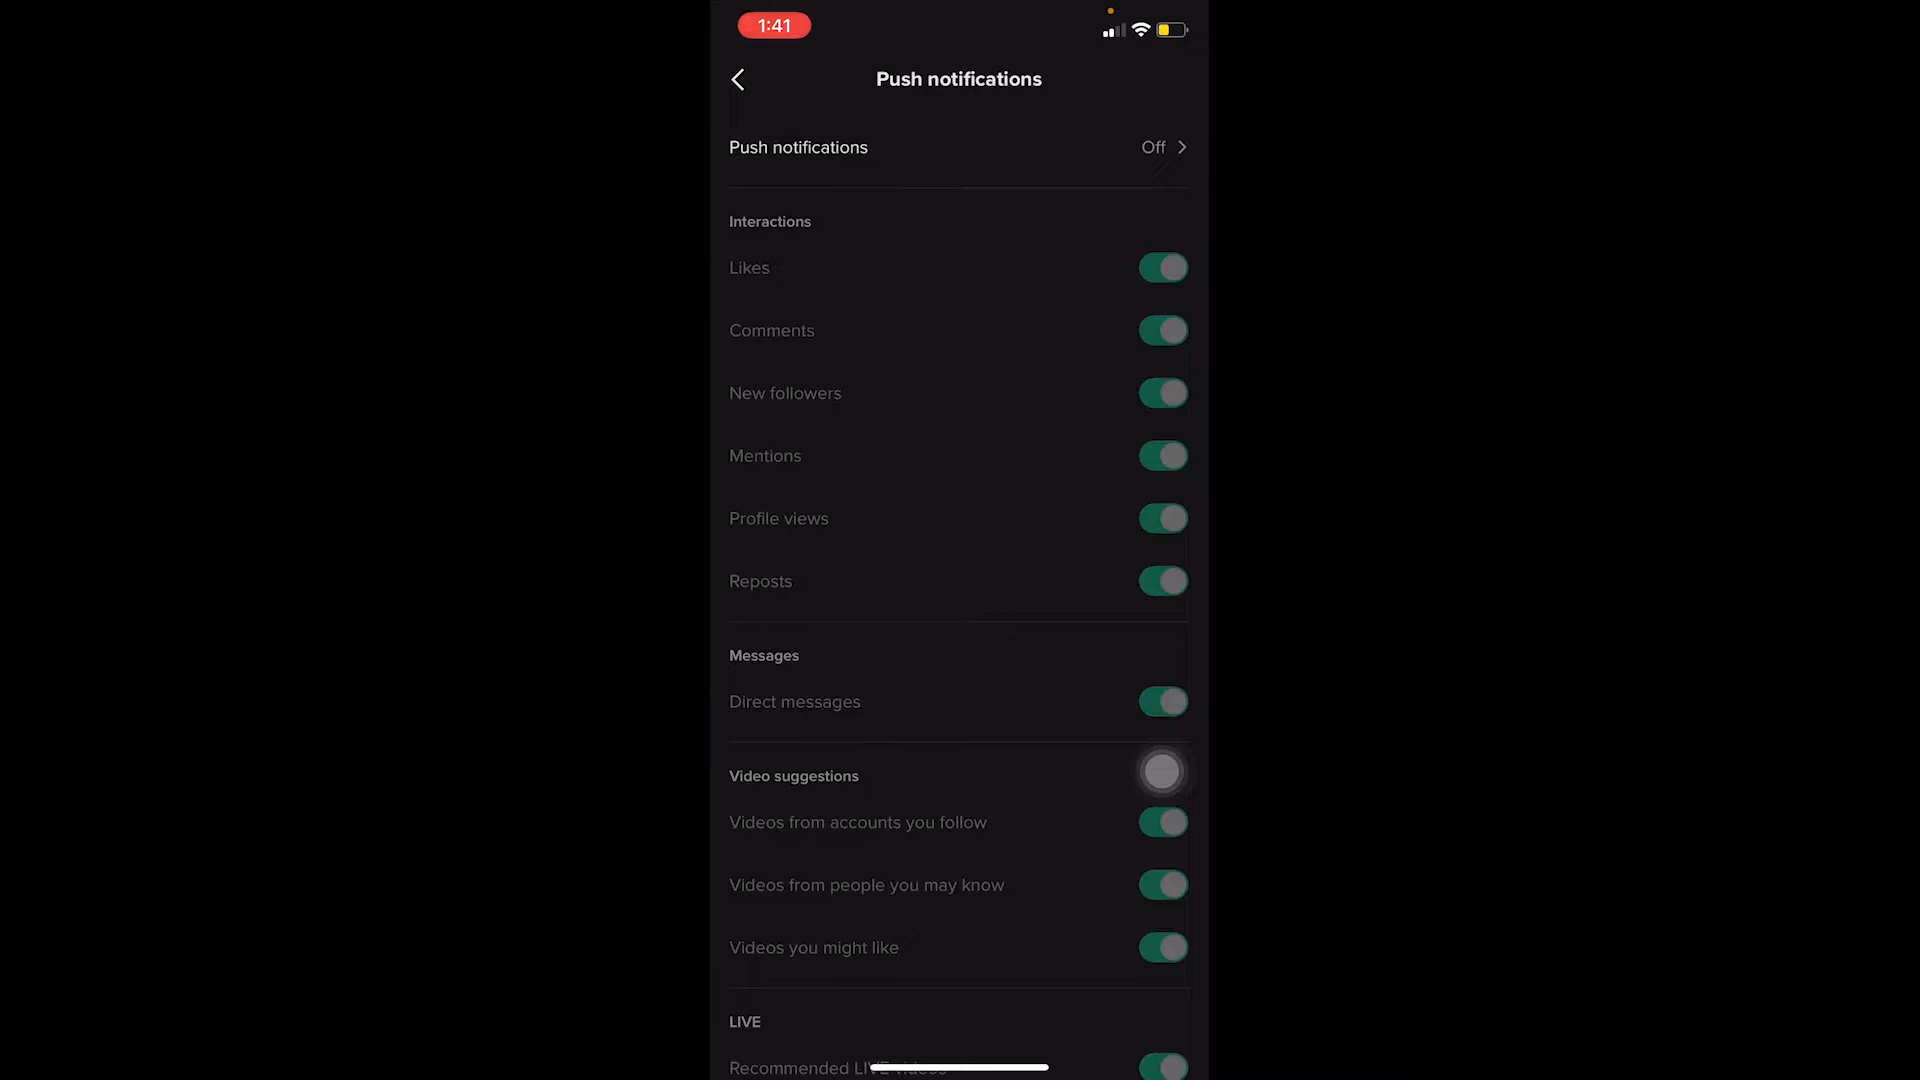 1:41
Push notifications
Push notifications Off
Interactions
Likes
Comments
New followers
Mentions
Profile views
Reposts
Messages
Direct messages
Video suggestions
Videos from accounts you follow
Videos from people you may know
Videos you might like
LIVE
Recommended LIVE videos